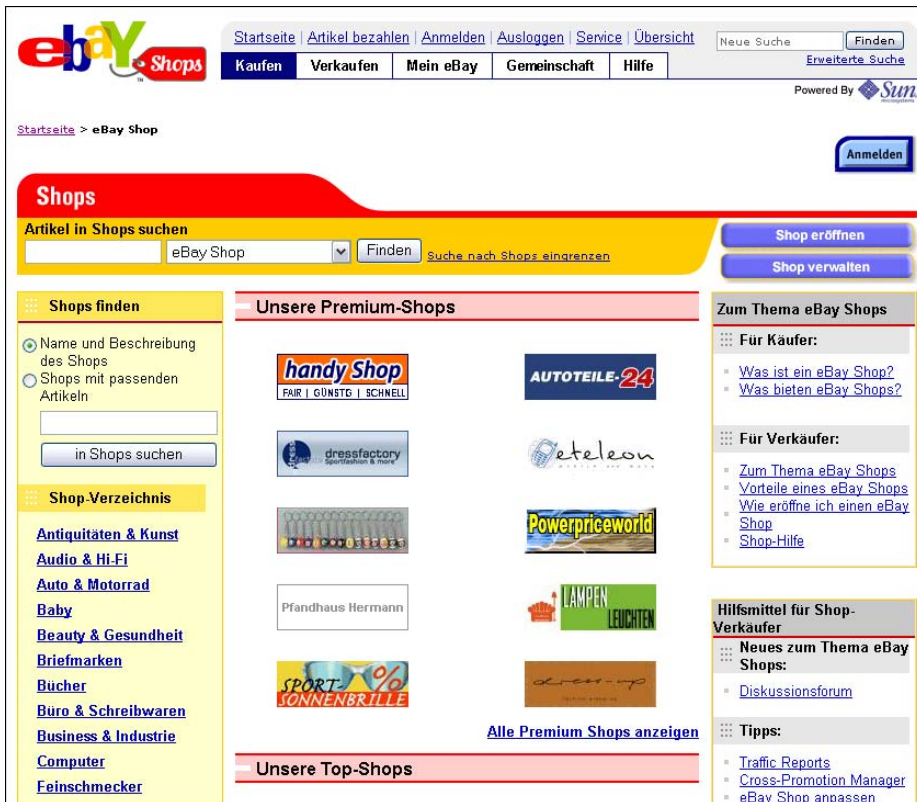 ebaY Shops
Startseite | Artikel bezahlen | Anmelden | Ausloggen | Service | Übersicht
Neue Suche Finden
Erweiterte Suche
Kaufen Verkaufen Mein eBay Gemeinschaft Hilfe
Powered By Sun
Startseite > eBay Shop
Anmelden
Shops
Artikel in Shops suchen
eBay Shop Finden Suche nach Shops eingrenzen
Shop eröffnen
Shop verwalten
Shops finden
Name und Beschreibung
des Shops
Shops mit passenden
Artikeln
in Shops suchen
Shop-Verzeichnis
Antiquitäten & Kunst
Audio & Hi-Fi
Auto & Motorrad
Baby
Beauty & Gesundheit
Briefmarken
Bücher
Büro & Schreibwaren
Business & Industrie
Computer
Feinschmecker
Unsere Premium-Shops
handy Shop
FAIR | GÜNSTG | SCHNELL
AUTOTEILE-24
dressfactory
Sportfashion & more
eteleon
Powerpriceworld
Pfandhaus Hermann
LAMPEN
LEUCHTEN
SPORT- %
SONNENBRILLE
dress-up
Alle Premium Shops anzeigen
Unsere Top-Shops
Zum Thema eBay Shops
Für Käufer:
Was ist ein eBay Shop?
Was bieten eBay Shops?
Für Verkäufer:
Zum Thema eBay Shops
Vorteile eines eBay Shops
Wie eröffne ich einen eBay
Shop
Shop-Hilfe
Hilfsmittel für Shop-
Verkäufer
Neues zum Thema eBay
Shops:
Diskussionsforum
Tipps:
Traffic Reports
Cross-Promotion Manager
eBay Shop anpassen